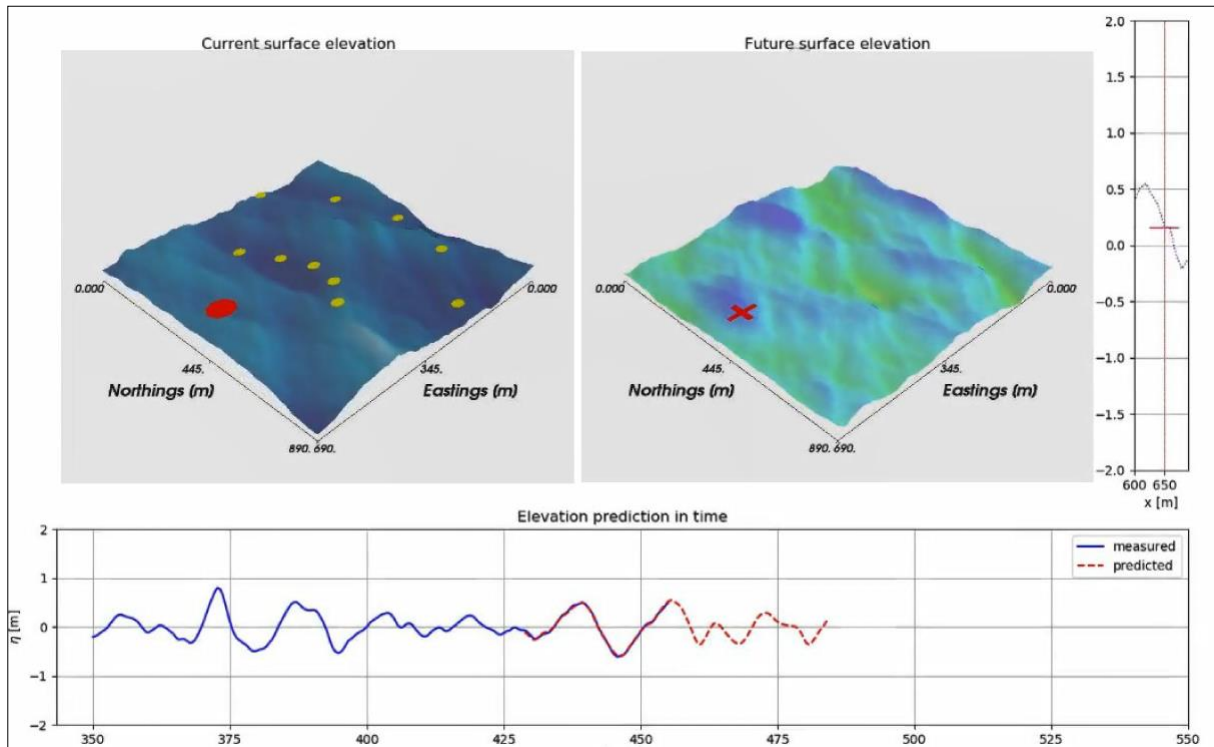 Current surface elevation
Future surface elevation
0.000
0.000
445.
345.
Northings (m)
Eastings (m)
890. 690.
0.000
0.000
445.
345.
Northings (m)
Eastings (m)
890. 690.
2.0
1.5
1.0
0.5
0.0
−0.5
−1.0
−1.5
−2.0
600 650
x [m]
Elevation prediction in time
2
1
0
−1
−2
η [m]
measured
predicted
350 375 400 425 450 475 500 525 550